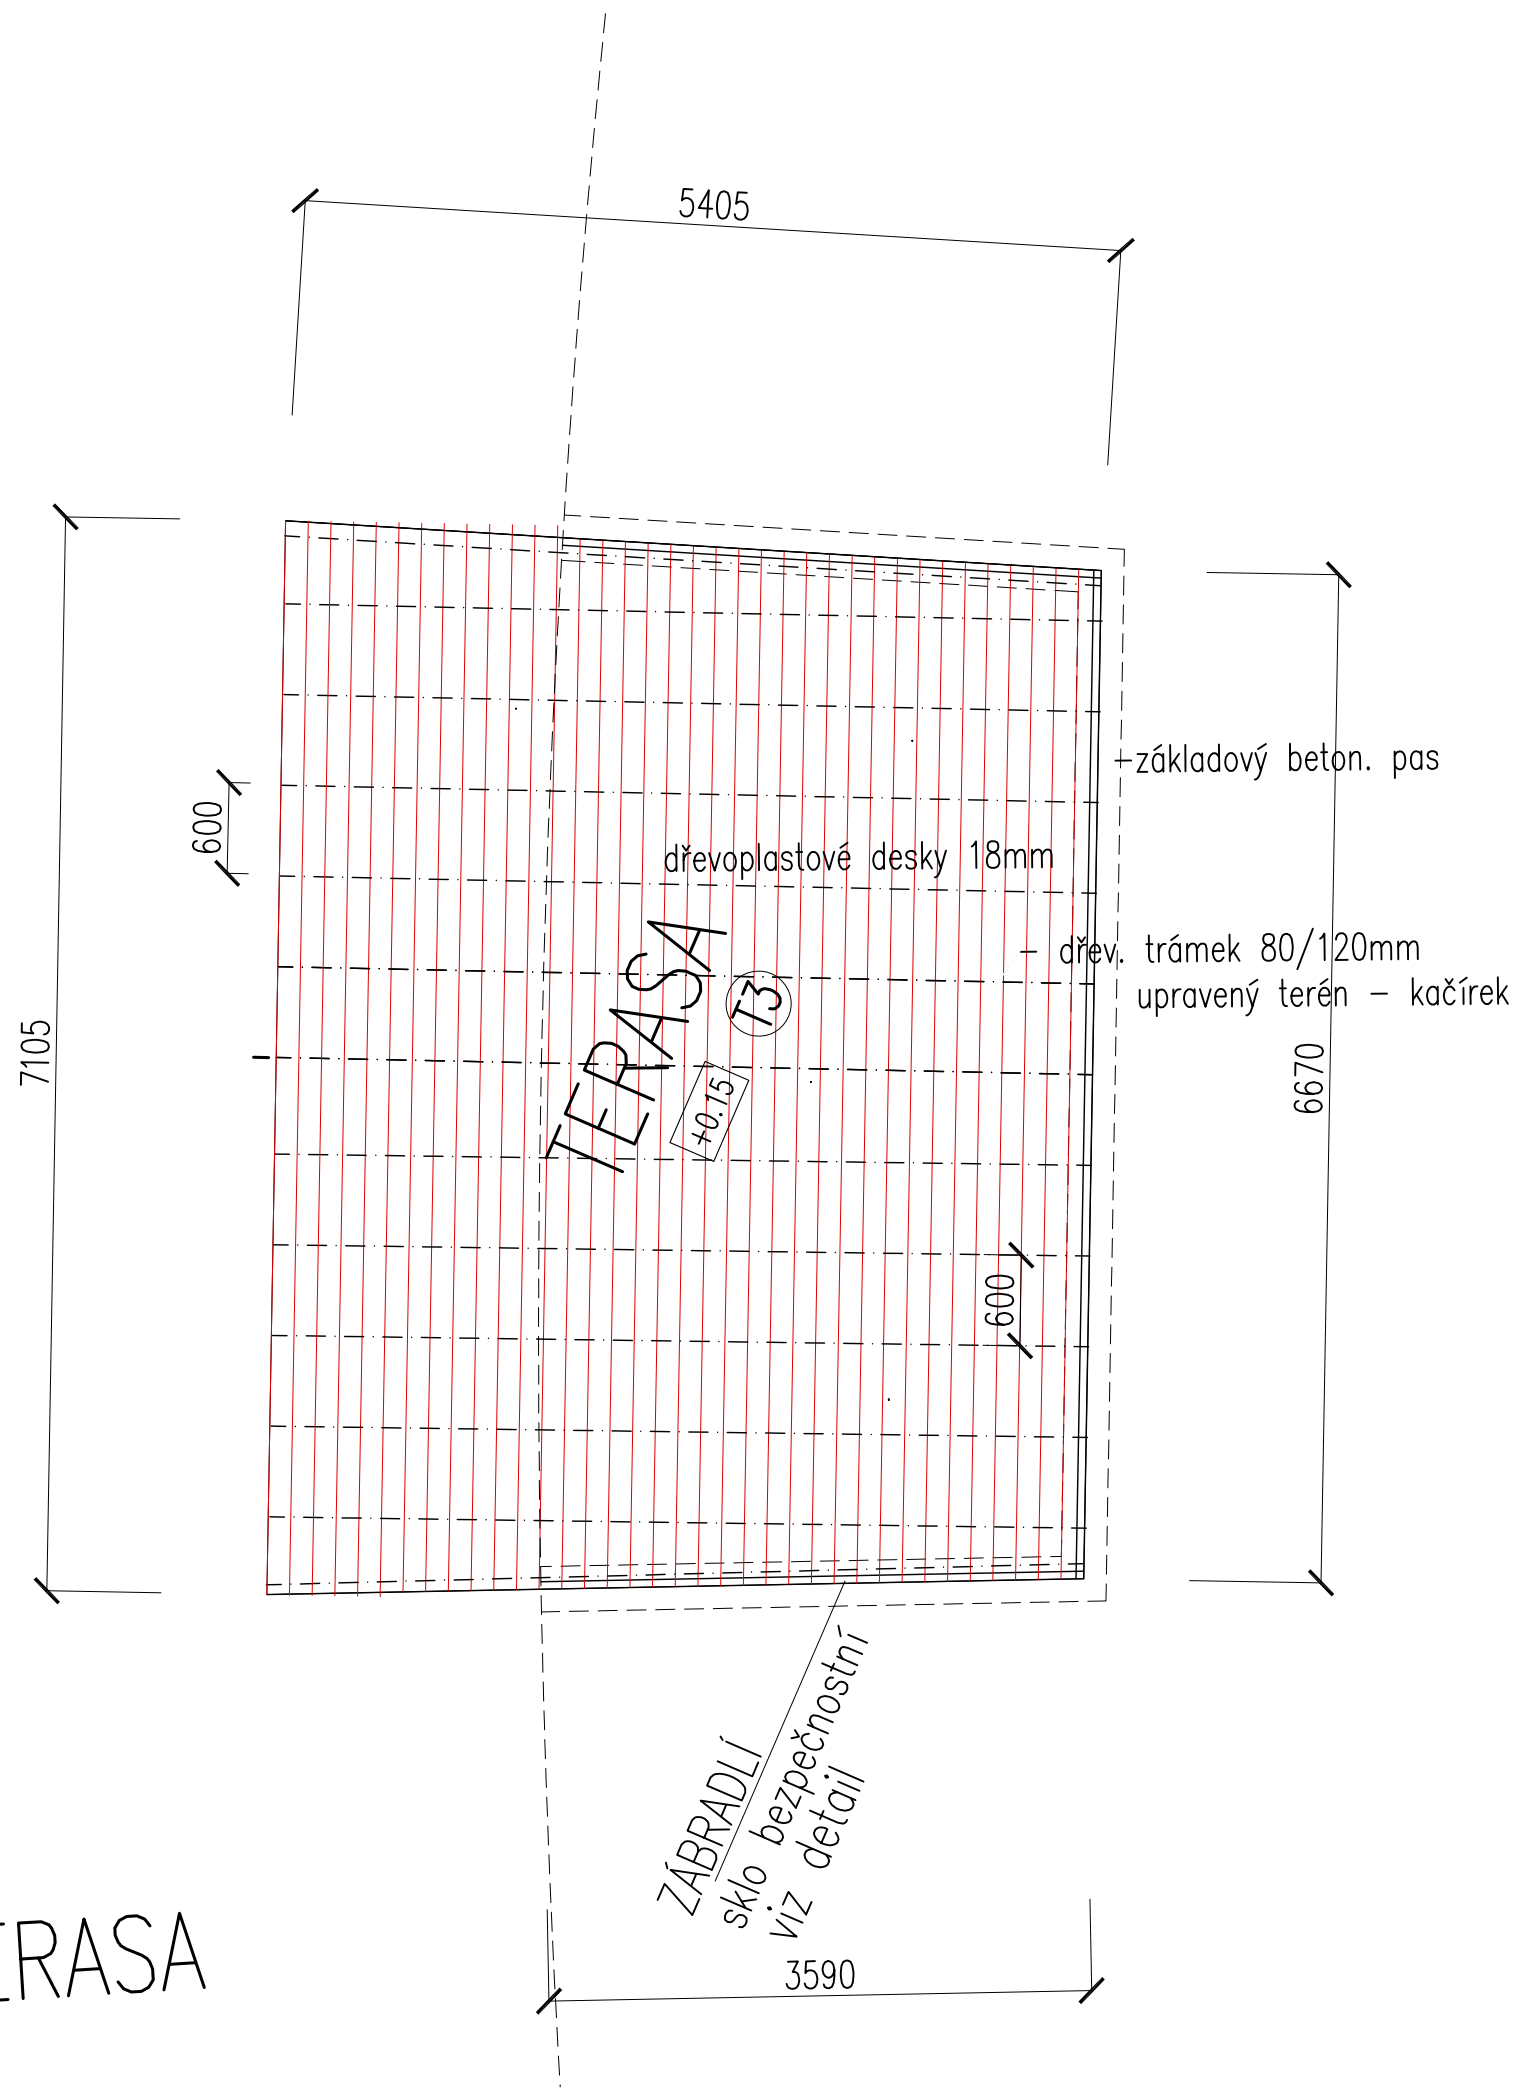 5405
základový beton. pas
600
dřevoplastové desky 18mm
TERASA
T3
dřev. trámek 80/120mm
upravený terén – kačírek
7105
6670
+0.15
600
ZÁBRADLÍ
sklo bezpečnostní
viz detail
ERASA
3590